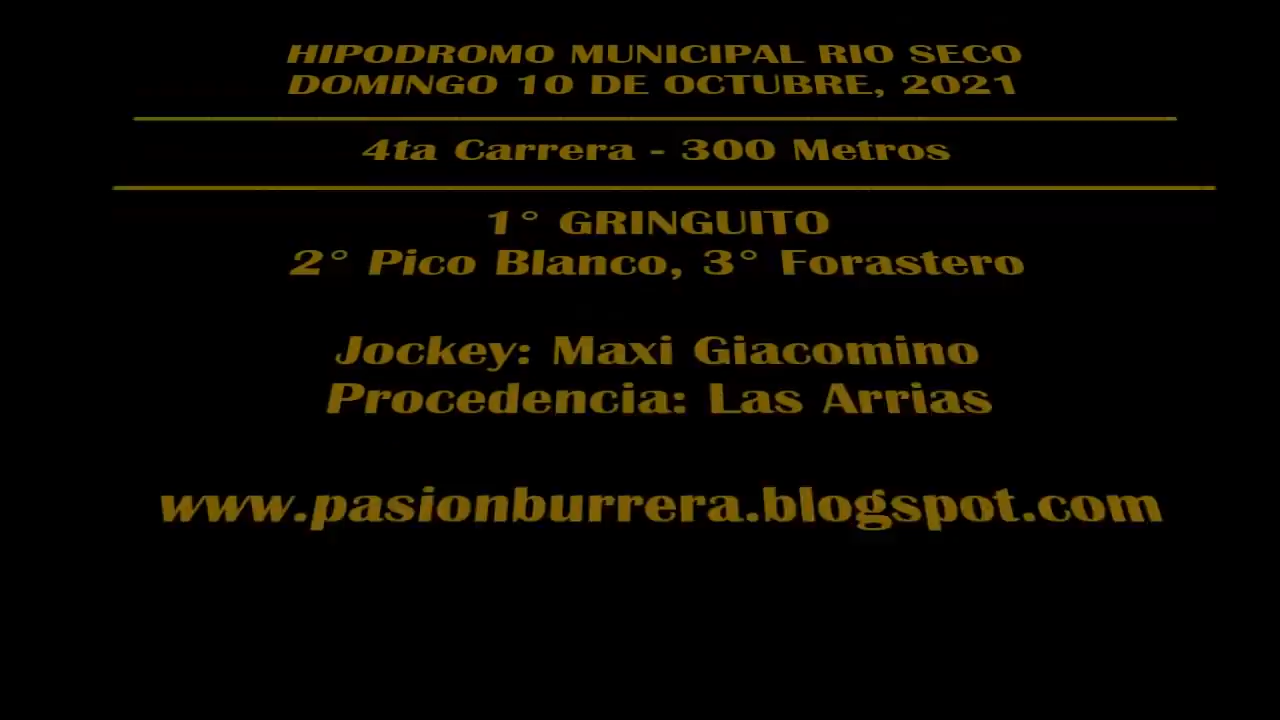 HIPODROMO MUNICIPAL RIO SECO
DOMINGO 10 DE OCTUBRE, 2021
4ta Carrera - 300 Metros
1° GRINGUITO
2° Pico Blanco, 3° Forastero
Jockey: Maxi Giacomino
Procedencia: Las Arrias
www.pasionburrera.blogspot.com